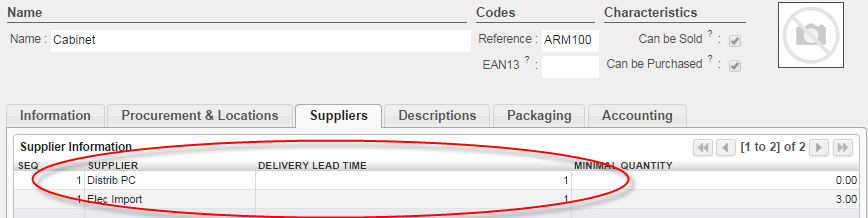 Name Codes Characteristics
Name : Cabinet Reference : ARM100 Can be Sold ? :
EAN13 ? : Can be Purchased ? :
Information Procurement & Locations Suppliers Descriptions Packaging Accounting
Supplier Information [1 to 2] of 2
SEQ SUPPLIER DELIVERY LEAD TIME MINIMAL QUANTITY
1 Distrib PC 1 0.00
1 Elec Import 1 3.00